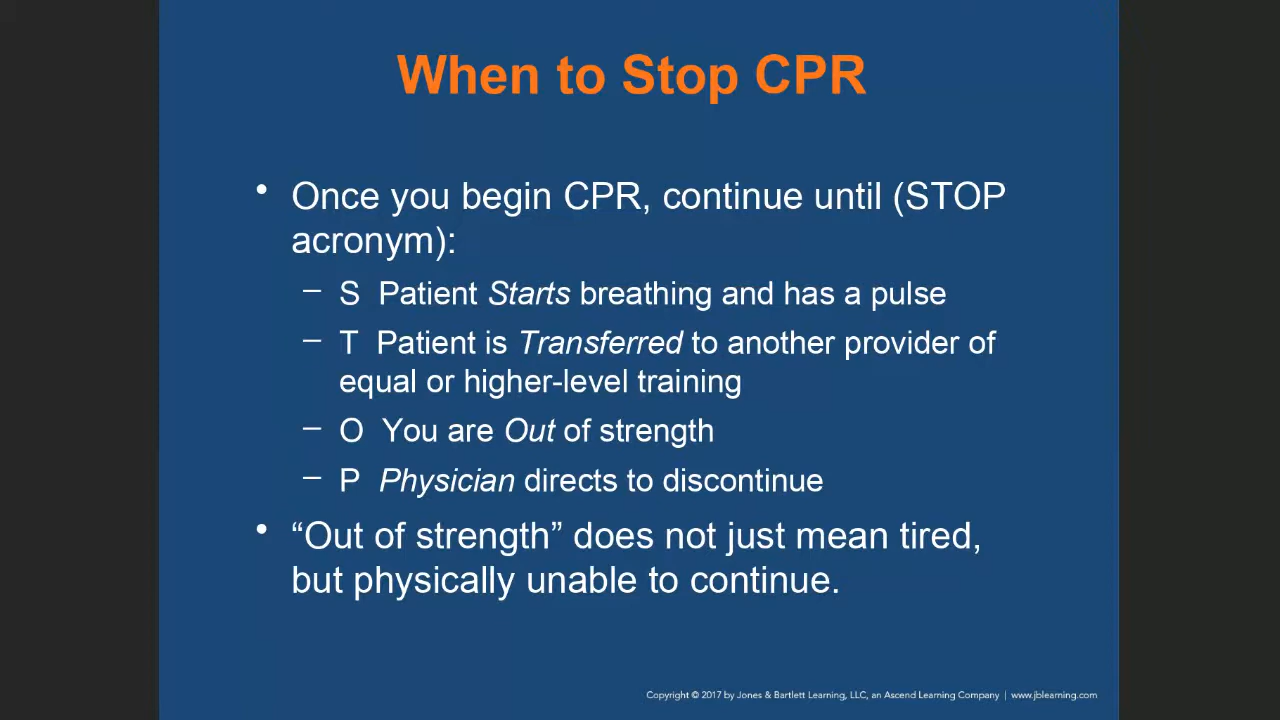 When to Stop CPR
• Once you begin CPR, continue until (STOP
acronym):
– S Patient Starts breathing and has a pulse
– T Patient is Transferred to another provider of
equal or higher-level training
– O You are Out of strength
– P Physician directs to discontinue
• “Out of strength” does not just mean tired,
but physically unable to continue.
Copyright © 2017 by Jones & Bartlett Learning, LLC, an Ascend Learning Company | www.jblearning.com